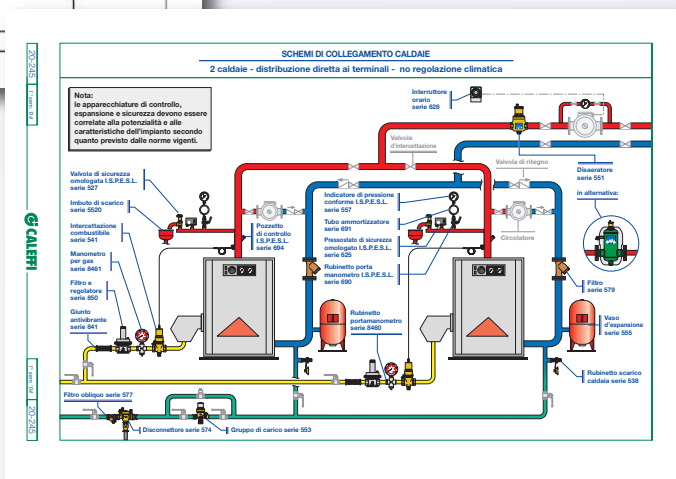 SCHEMI DI COLLEGAMENTO CALDAIE
2 caldaie - distribuzione diretta ai terminali - no regolazione climatica
20-245
1° sem. 04
Nota:
le apparecchiature di controllo,
espansione e sicurezza devono essere
correlate alla potenzialità e alle
caratteristiche dell'impianto secondo
quanto previsto dalle norme vigenti.
Interruttore
orario
serie 628
Valvola
d'intercettazione
Valvola di ritegno
Disaeratore
serie 551
in alternativa:
Valvola di sicurezza
omologata I.S.P.E.S.L.
serie 527
Imbuto di scarico
serie 5520
Intercettazione
combustibile
serie 541
Manometro
per gas
serie 8461
Filtro e
regolatore
serie 850
Giunto
antivibrante
serie 841
Pozzetto
di controllo
I.S.P.E.S.L.
serie 694
Indicatore di pressione
conforme I.S.P.E.S.L.
serie 557
Tubo ammortizzatore
serie 691
Pressostato di sicurezza
omologato I.S.P.E.S.L.
serie 625
Rubinetto porta
manometro I.S.P.E.S.L.
serie 690
Circolatore
Filtro
serie 579
Rubinetto
portamanometro
serie 8460
Vaso
d'espansione
serie 555
Rubinetto scarico
caldaia serie 538
Filtro obliquo serie 577
Disconnettore serie 574
Gruppo di carico serie 553
CALEFFI
1° sem. 04
20-245